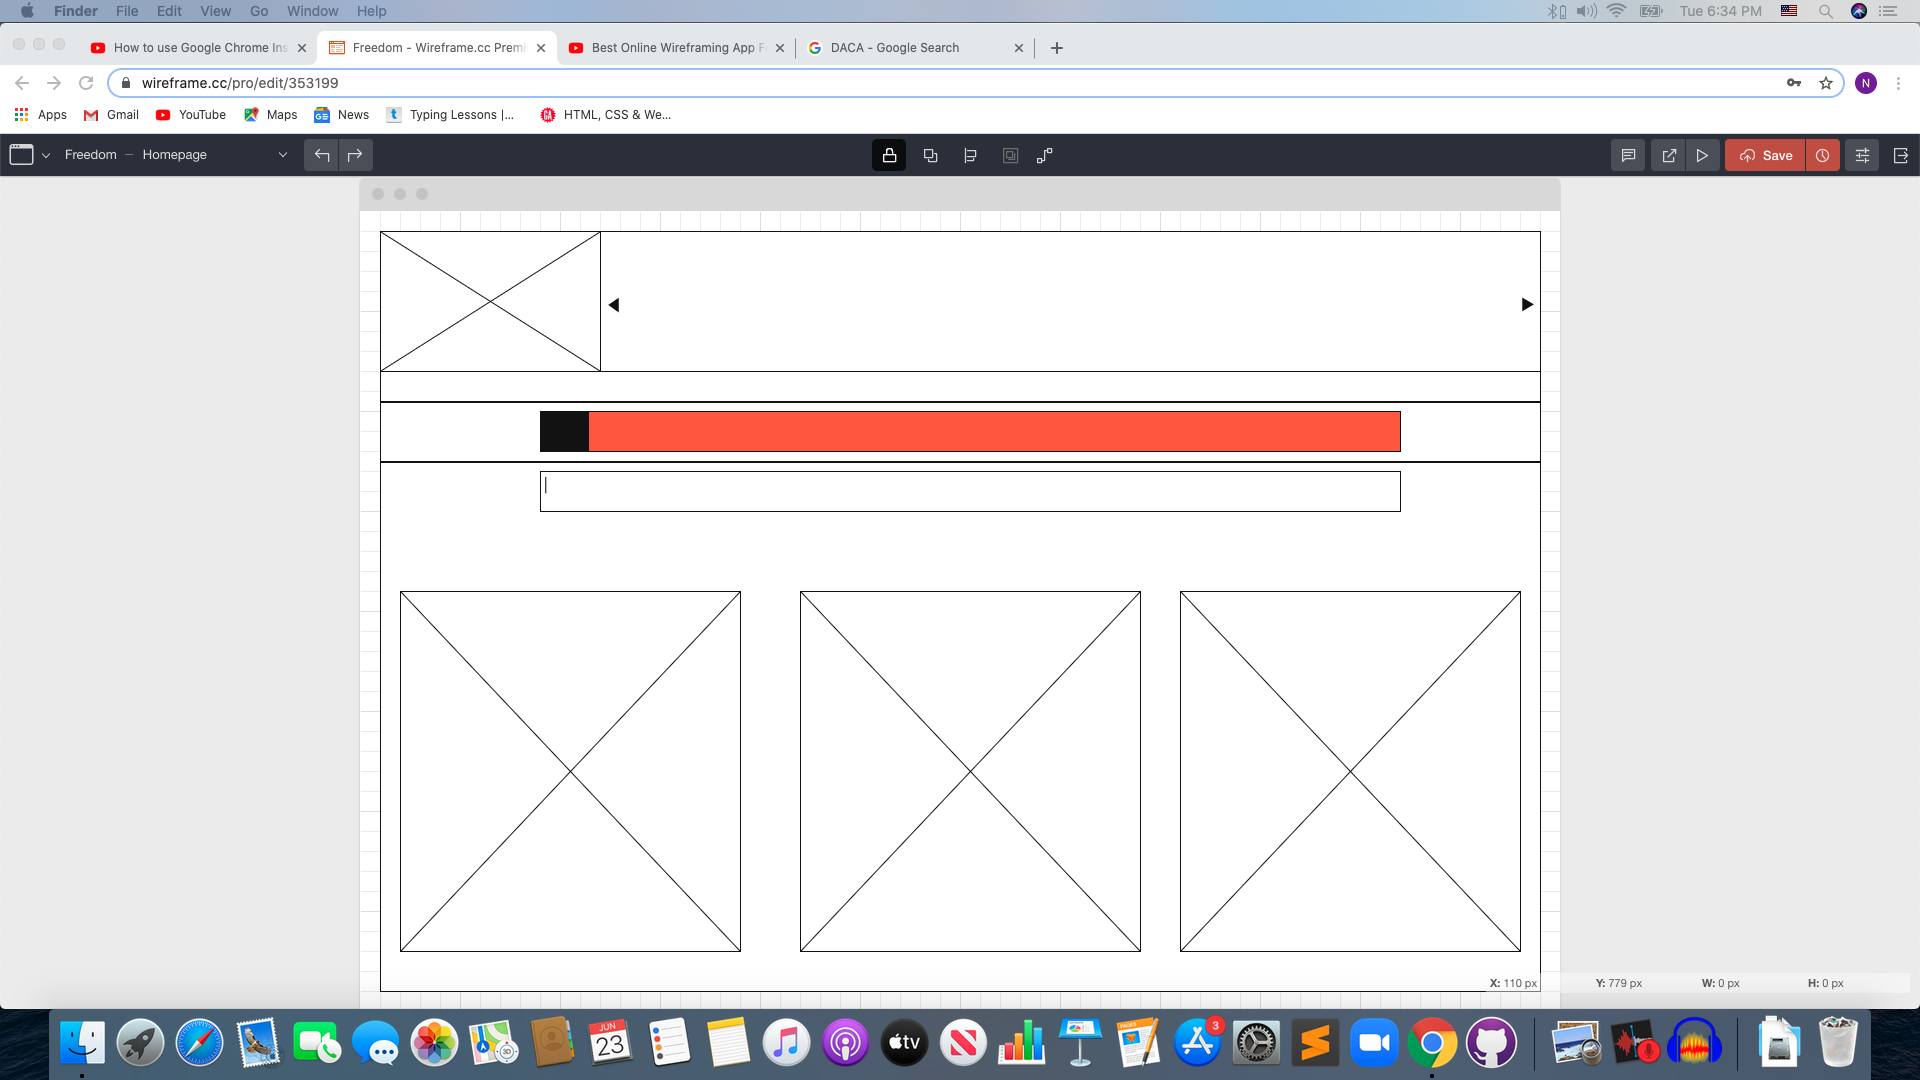 Finder File Edit View Go Window Help Tue 6:34 PM
How to use Google Chrome Ins Freedom - Wireframe.cc Premi Best Online Wireframing App F DACA - Google Search
wireframe.cc/pro/edit/353199 N
Apps Gmail YouTube Maps News Typing Lessons |... HTML, CSS & We...
Freedom – Homepage Save
X: 110 px Y: 779 px W: 0 px H: 0 px
JUN
23
3D
tv
PAGES
3